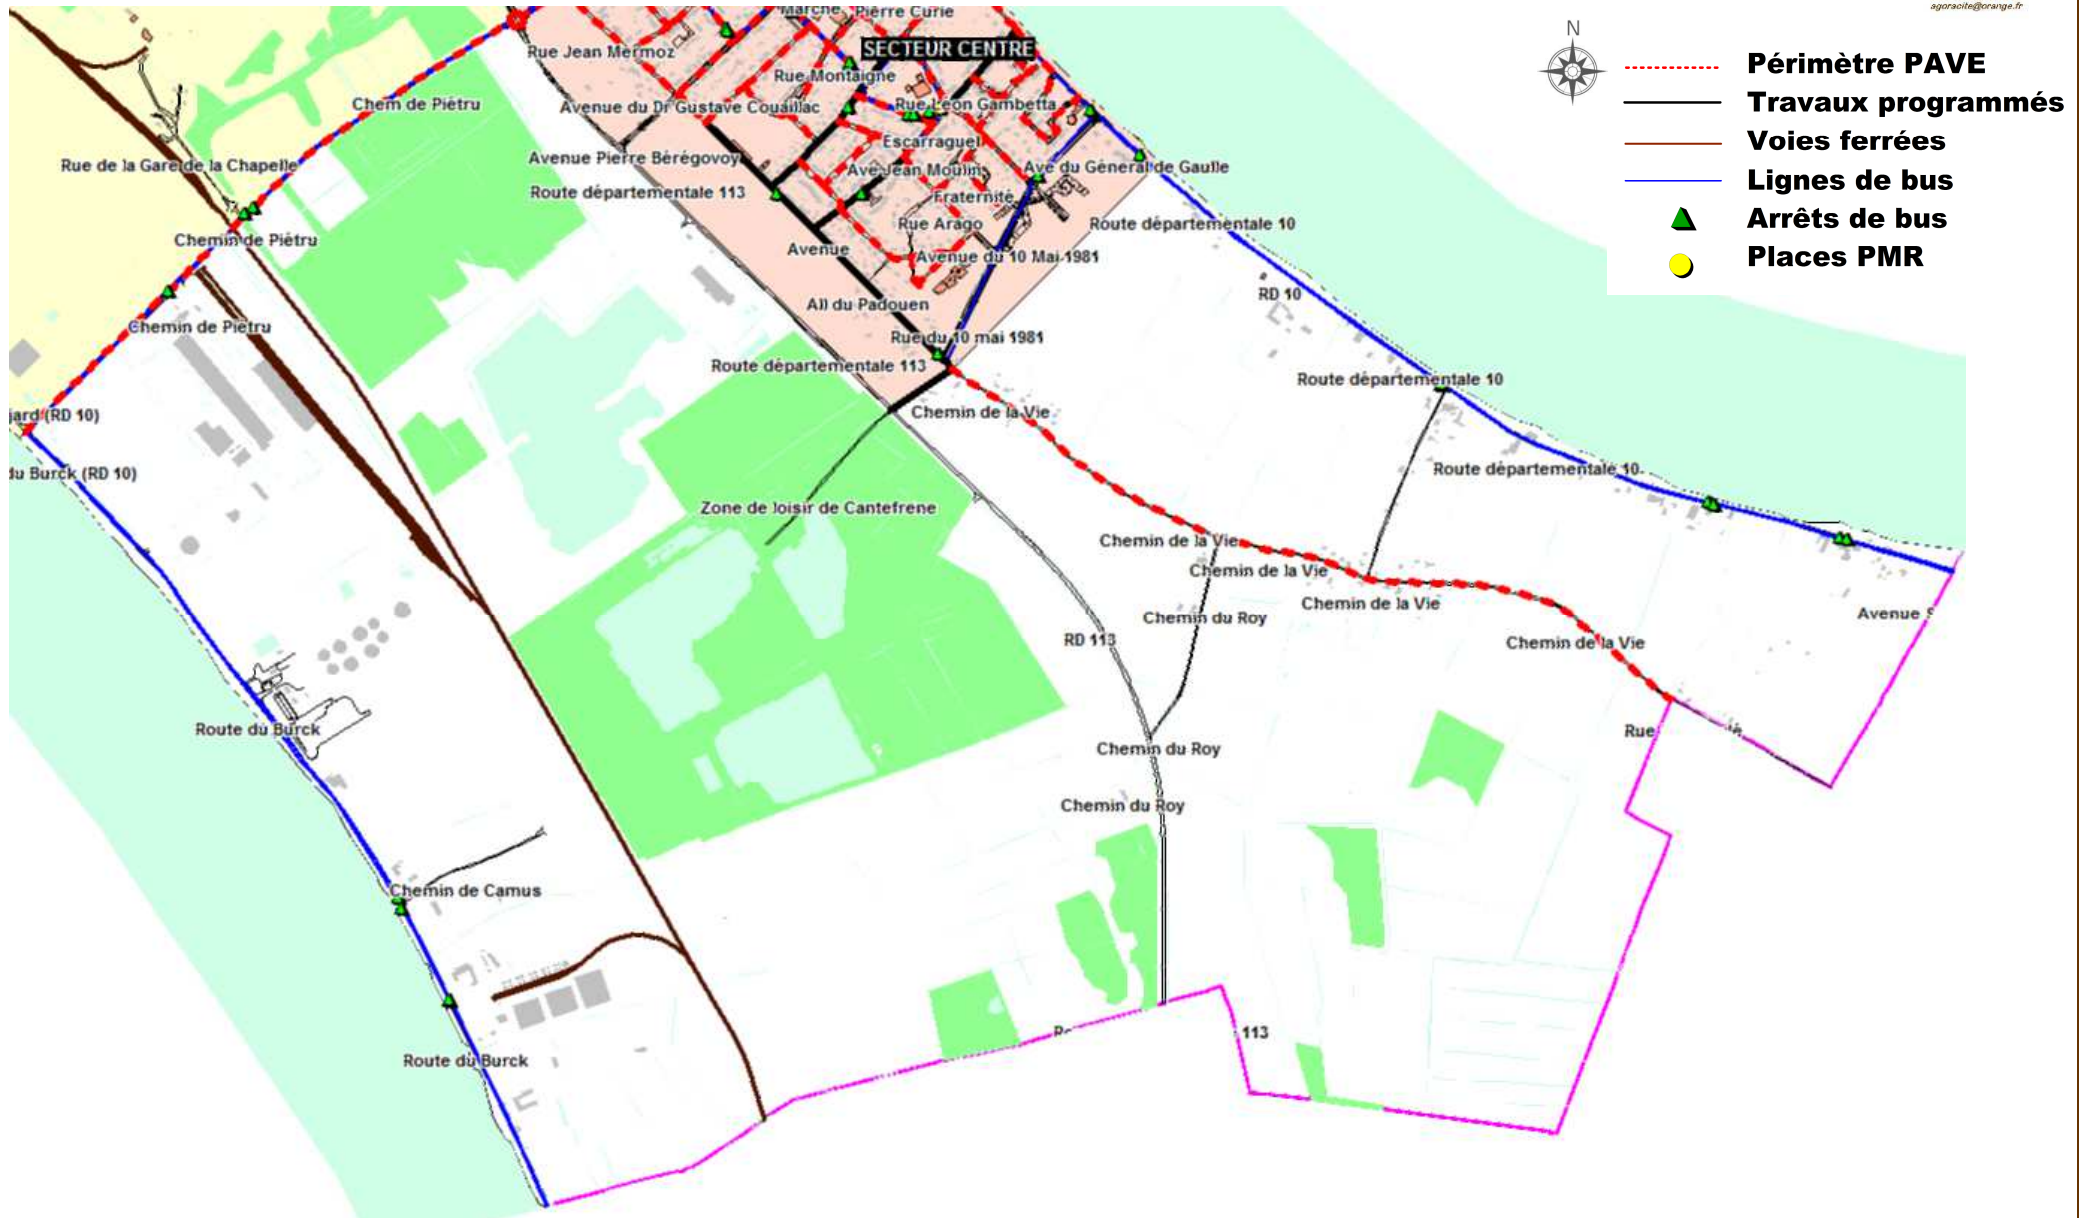 agoracite@orange.fr
Marché
Pierre Curie
SECTEUR CENTRE
Rue Jean Mermoz
Rue Montaigne
Chem de Piétru
Avenue du Dr Gustave Couaillac
Rue Léon Gambetta
Escarraguel
Avenue Pierre Bérégovoy
Ave Jean Moulin
Ave du Général de Gaulle
Rue de la Gare de la Chapelle
Route départementale 113
Fraternité
Rue Arago
Route départementale 10
Chemin de Piétru
Avenue
Avenue du 10 Mai 1981
RD 10
All du Padouen
Chemin de Piétru
Rue du 10 mai 1981
Route départementale 113
Route départementale 10
Chemin de la Vie
jard (RD 10)
du Burck (RD 10)
Route départementale 10
Zone de loisir de Cantefrene
Chemin de la Vie
Chemin de la Vie
Chemin de la Vie
Chemin du Roy
Avenue
RD 113
Chemin de la Vie
Route du Burck
Rue
Chemin du Roy
Chemin du Roy
Chemin de Camus
113
Route du Burck
N
Périmètre PAVE
Travaux programmés
Voies ferrées
Lignes de bus
Arrêts de bus
Places PMR